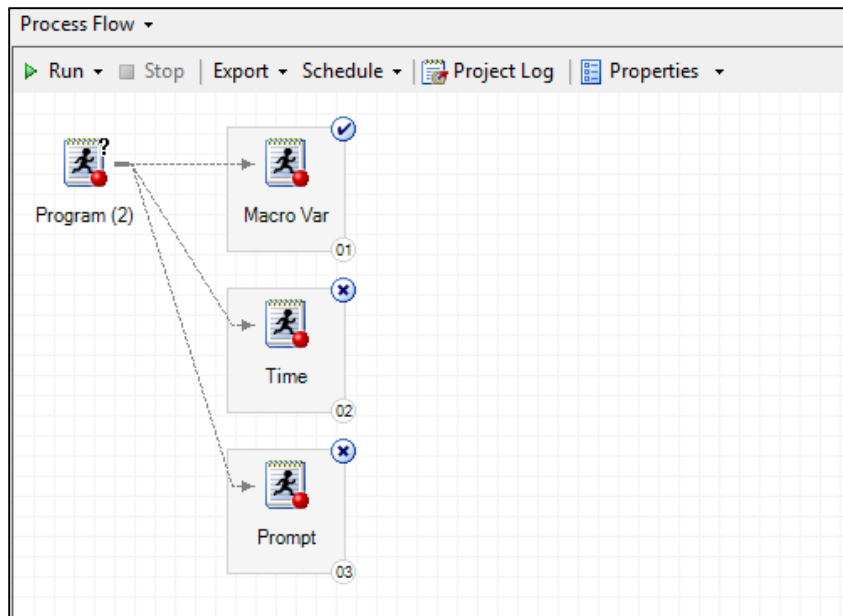 Process Flow
Run Stop Export Schedule Project Log Properties
?
Program (2)
Macro Var
01
Time
02
Prompt
03